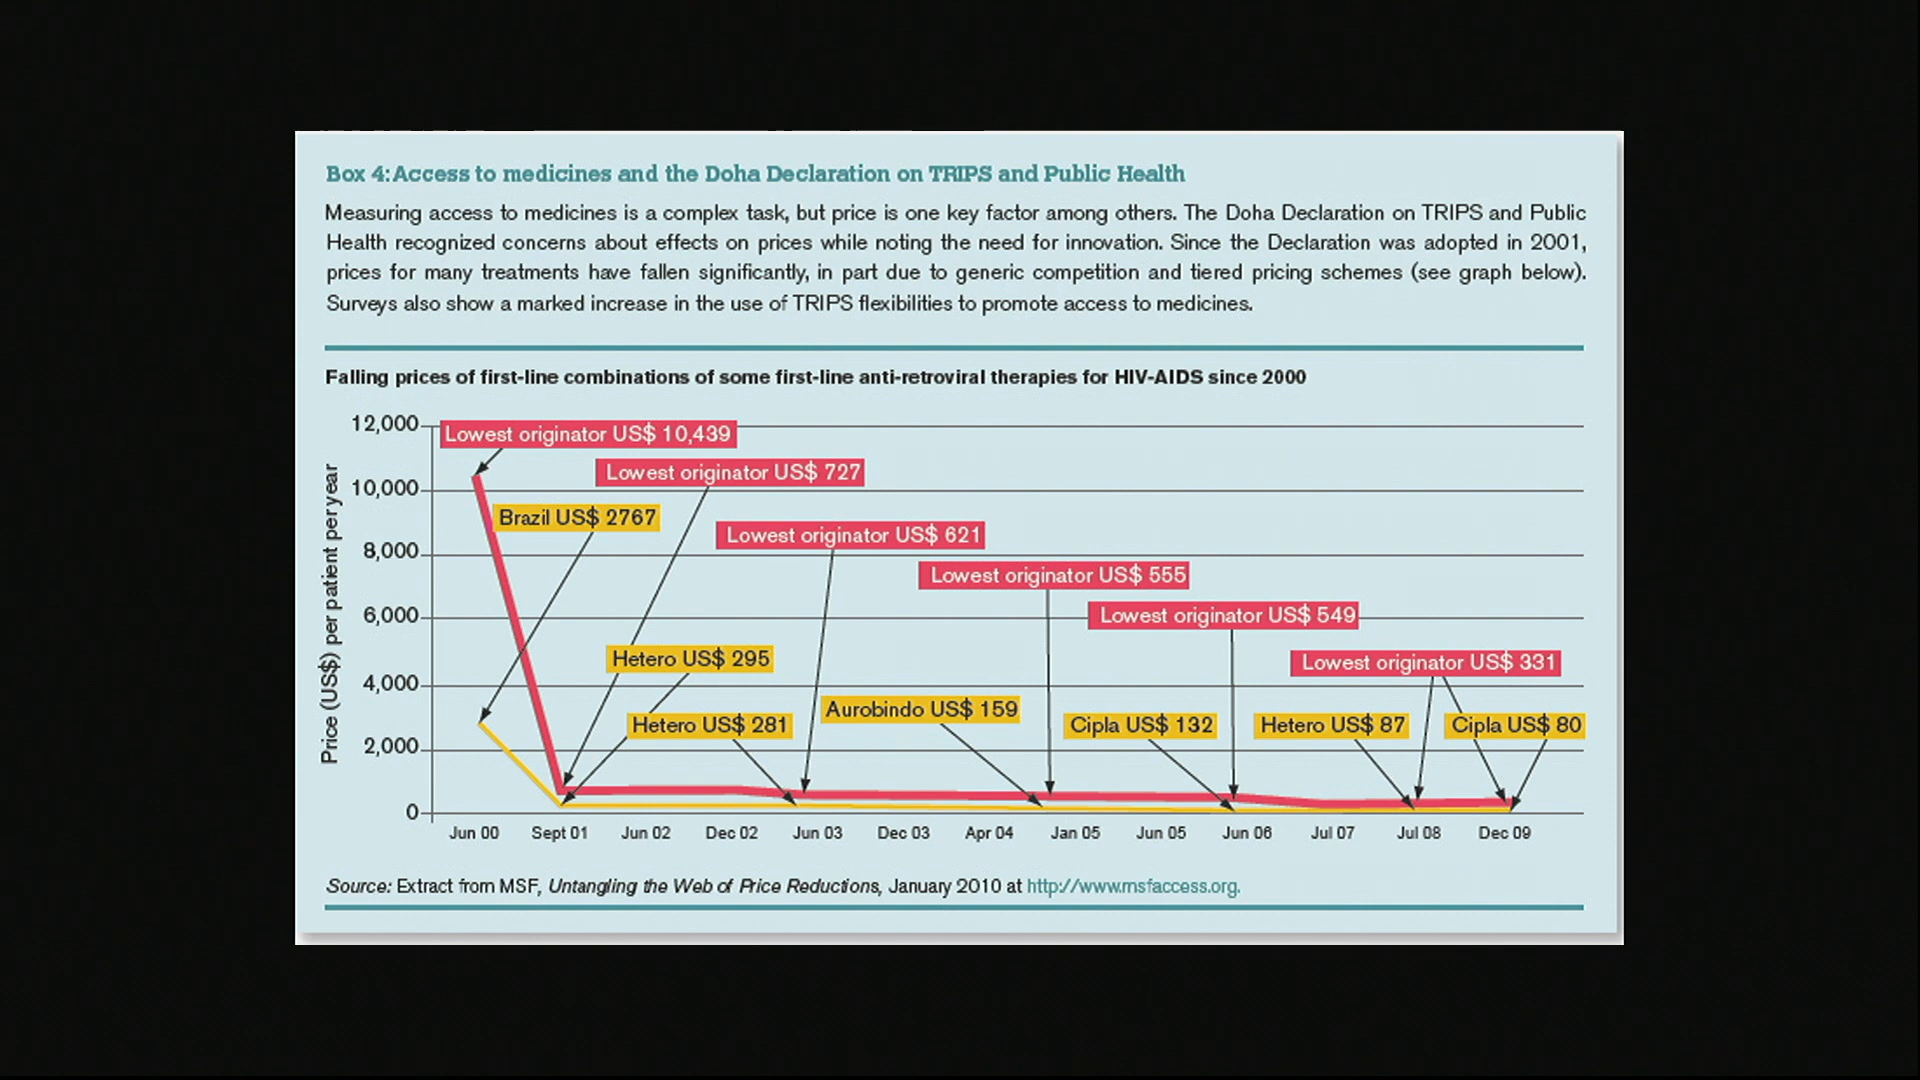 Box 4: Access to medicines and the Doha Declaration on TRIPS and Public Health
Measuring access to medicines is a complex task, but price is one key factor among others. The Doha Declaration on TRIPS and Public
Health recognized concerns about effects on prices while noting the need for innovation. Since the Declaration was adopted in 2001,
prices for many treatments have fallen significantly, in part due to generic competition and tiered pricing schemes (see graph below).
Surveys also show a marked increase in the use of TRIPS flexibilities to promote access to medicines.
Falling prices of first-line combinations of some first-line anti-retroviral therapies for HIV-AIDS since 2000
Price (US$) per patient per year
12,000
10,000
8,000
6,000
4,000
2,000
0
Lowest originator US$ 10,439
Lowest originator US$ 727
Brazil US$ 2767
Lowest originator US$ 621
Lowest originator US$ 555
Lowest originator US$ 549
Hetero US$ 295
Lowest originator US$ 331
Hetero US$ 281
Aurobindo US$ 159
Cipla US$ 132
Hetero US$ 87
Cipla US$ 80
Jun 00 Sept 01 Jun 02 Dec 02 Jun 03 Dec 03 Apr 04 Jan 05 Jun 05 Jun 06 Jul 07 Jul 08 Dec 09
Source: Extract from MSF, Untangling the Web of Price Reductions, January 2010 at http://www.msfaccess.org.